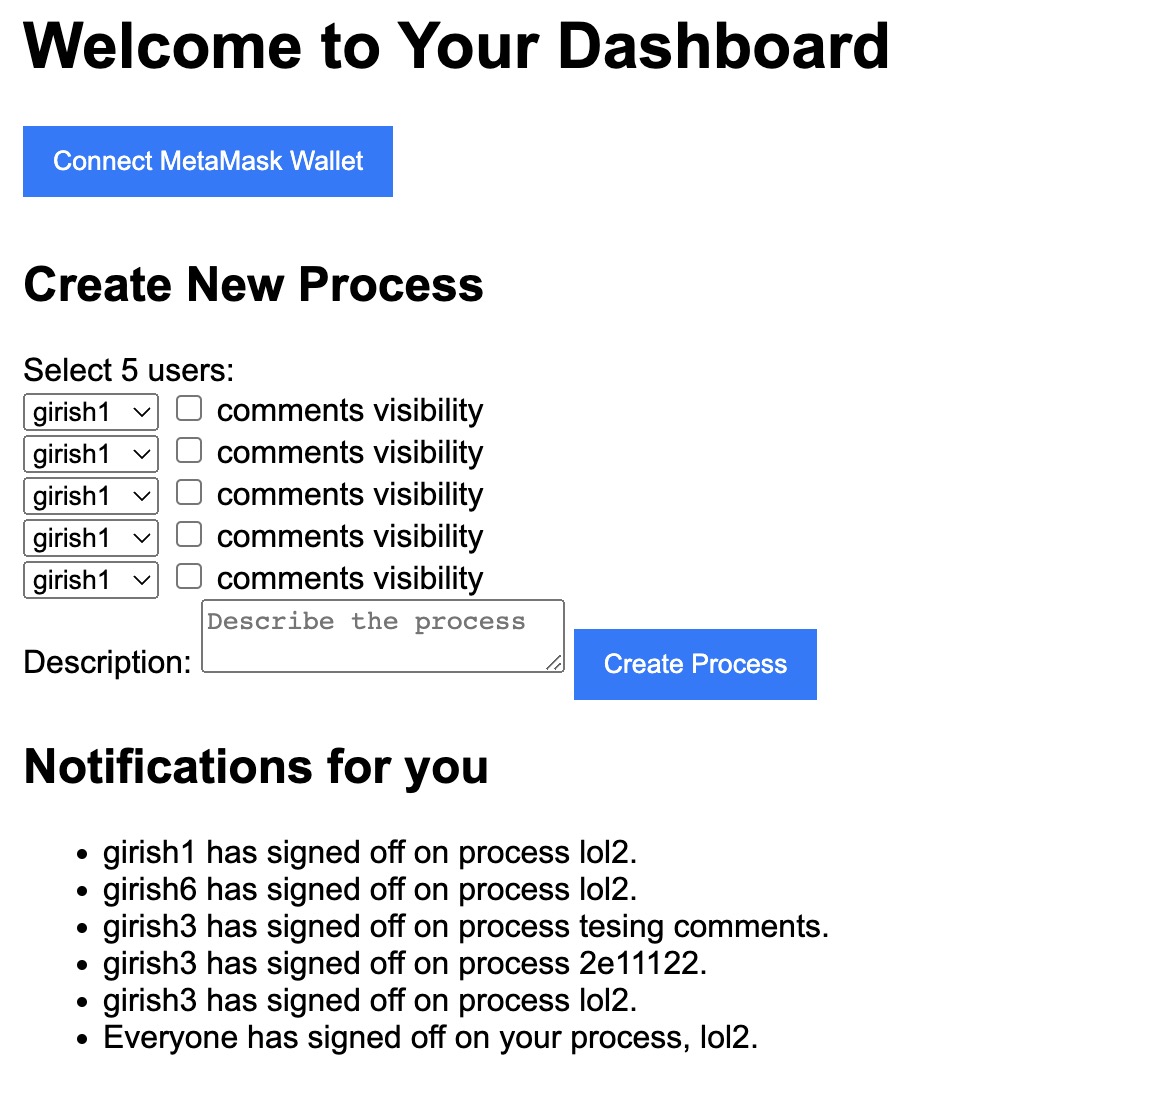 Welcome to Your Dashboard
Connect MetaMask Wallet
Create New Process
Select 5 users:
girish1 comments visibility
girish1 comments visibility
girish1 comments visibility
girish1 comments visibility
girish1 comments visibility
Describe the process
Description:
Create Process
Notifications for you
girish1 has signed off on process lol2.
girish6 has signed off on process lol2.
girish3 has signed off on process tesing comments.
girish3 has signed off on process 2e11122.
girish3 has signed off on process lol2.
Everyone has signed off on your process, lol2.